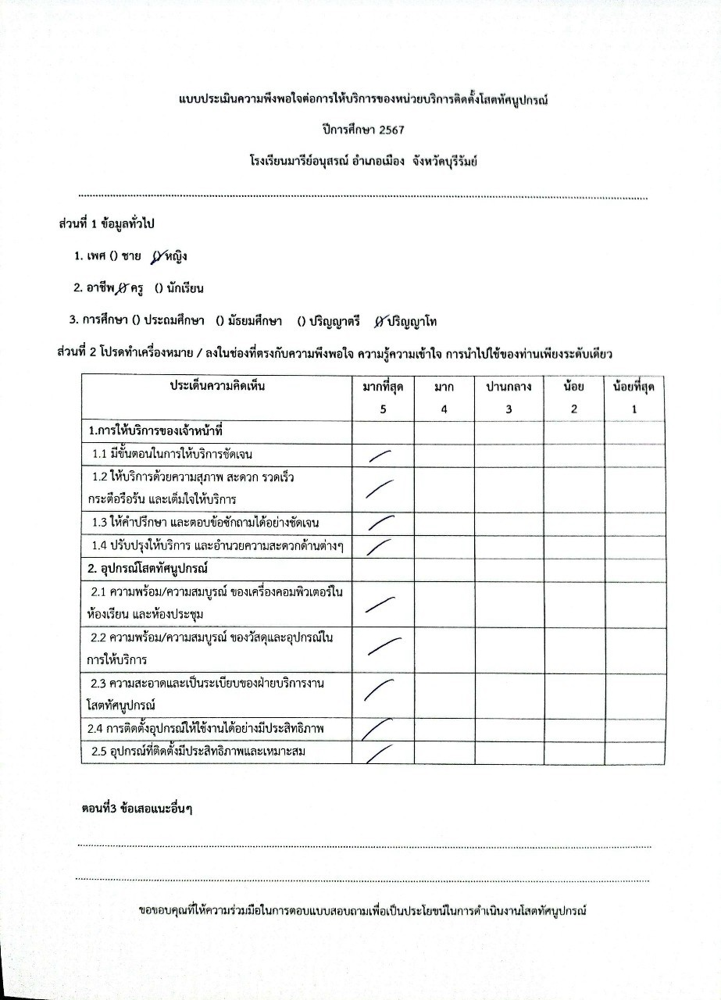 แบบประเมินความพึงพอใจต่อการให้บริการของหน่วยบริการติดตั้งโสตทัศนูปกรณ์
ปีการศึกษา 2567
โรงเรียนมารีย์อนุสรณ์ อำเภอเมือง จังหวัดบุรีรัมย์
ส่วนที่ 1 ข้อมูลทั่วไป
1. เพศ () ชาย (/) หญิง
2. อาชีพ (/) ครู () นักเรียน
3. การศึกษา () ประถมศึกษา () มัธยมศึกษา () ปริญญาตรี (/) ปริญญาโท
ส่วนที่ 2 โปรดทำเครื่องหมาย / ลงในช่องที่ตรงกับความพึงพอใจ ความรู้ความเข้าใจ การนำไปใช้ของท่านเพียงระดับเดียว
ประเด็นความคิดเห็น มากที่สุด มาก ปานกลาง น้อย น้อยที่สุด
5 4 3 2 1
1.การให้บริการของเจ้าหน้าที่
1.1 มีขั้นตอนในการให้บริการชัดเจน /
1.2 ให้บริการด้วยความสุภาพ สะดวก รวดเร็ว /
กระตือรือร้น และเต็มใจให้บริการ
1.3 ให้คำปรึกษา และตอบข้อซักถามได้อย่างชัดเจน /
1.4 ปรับปรุงให้บริการ และอำนวยความสะดวกด้านต่างๆ /
2. อุปกรณ์โสตทัศนูปกรณ์
2.1 ความพร้อม/ความสมบูรณ์ ของเครื่องคอมพิวเตอร์ใน /
ห้องเรียน และห้องประชุม
2.2 ความพร้อม/ความสมบูรณ์ ของวัสดุและอุปกรณ์ใน /
การให้บริการ
2.3 ความสะอาดและเป็นระเบียบของฝ่ายบริการงาน /
โสตทัศนูปกรณ์
2.4 การติดตั้งอุปกรณ์ให้ใช้งานได้อย่างมีประสิทธิภาพ /
2.5 อุปกรณ์ที่ติดตั้งมีประสิทธิภาพและเหมาะสม /
ตอนที่3 ข้อเสอแนะอื่นๆ
ขอขอบคุณที่ให้ความร่วมมือในการตอบแบบสอบถามเพื่อเป็นประโยขน์ในการดำเนินงานโสตทัศนูปกรณ์